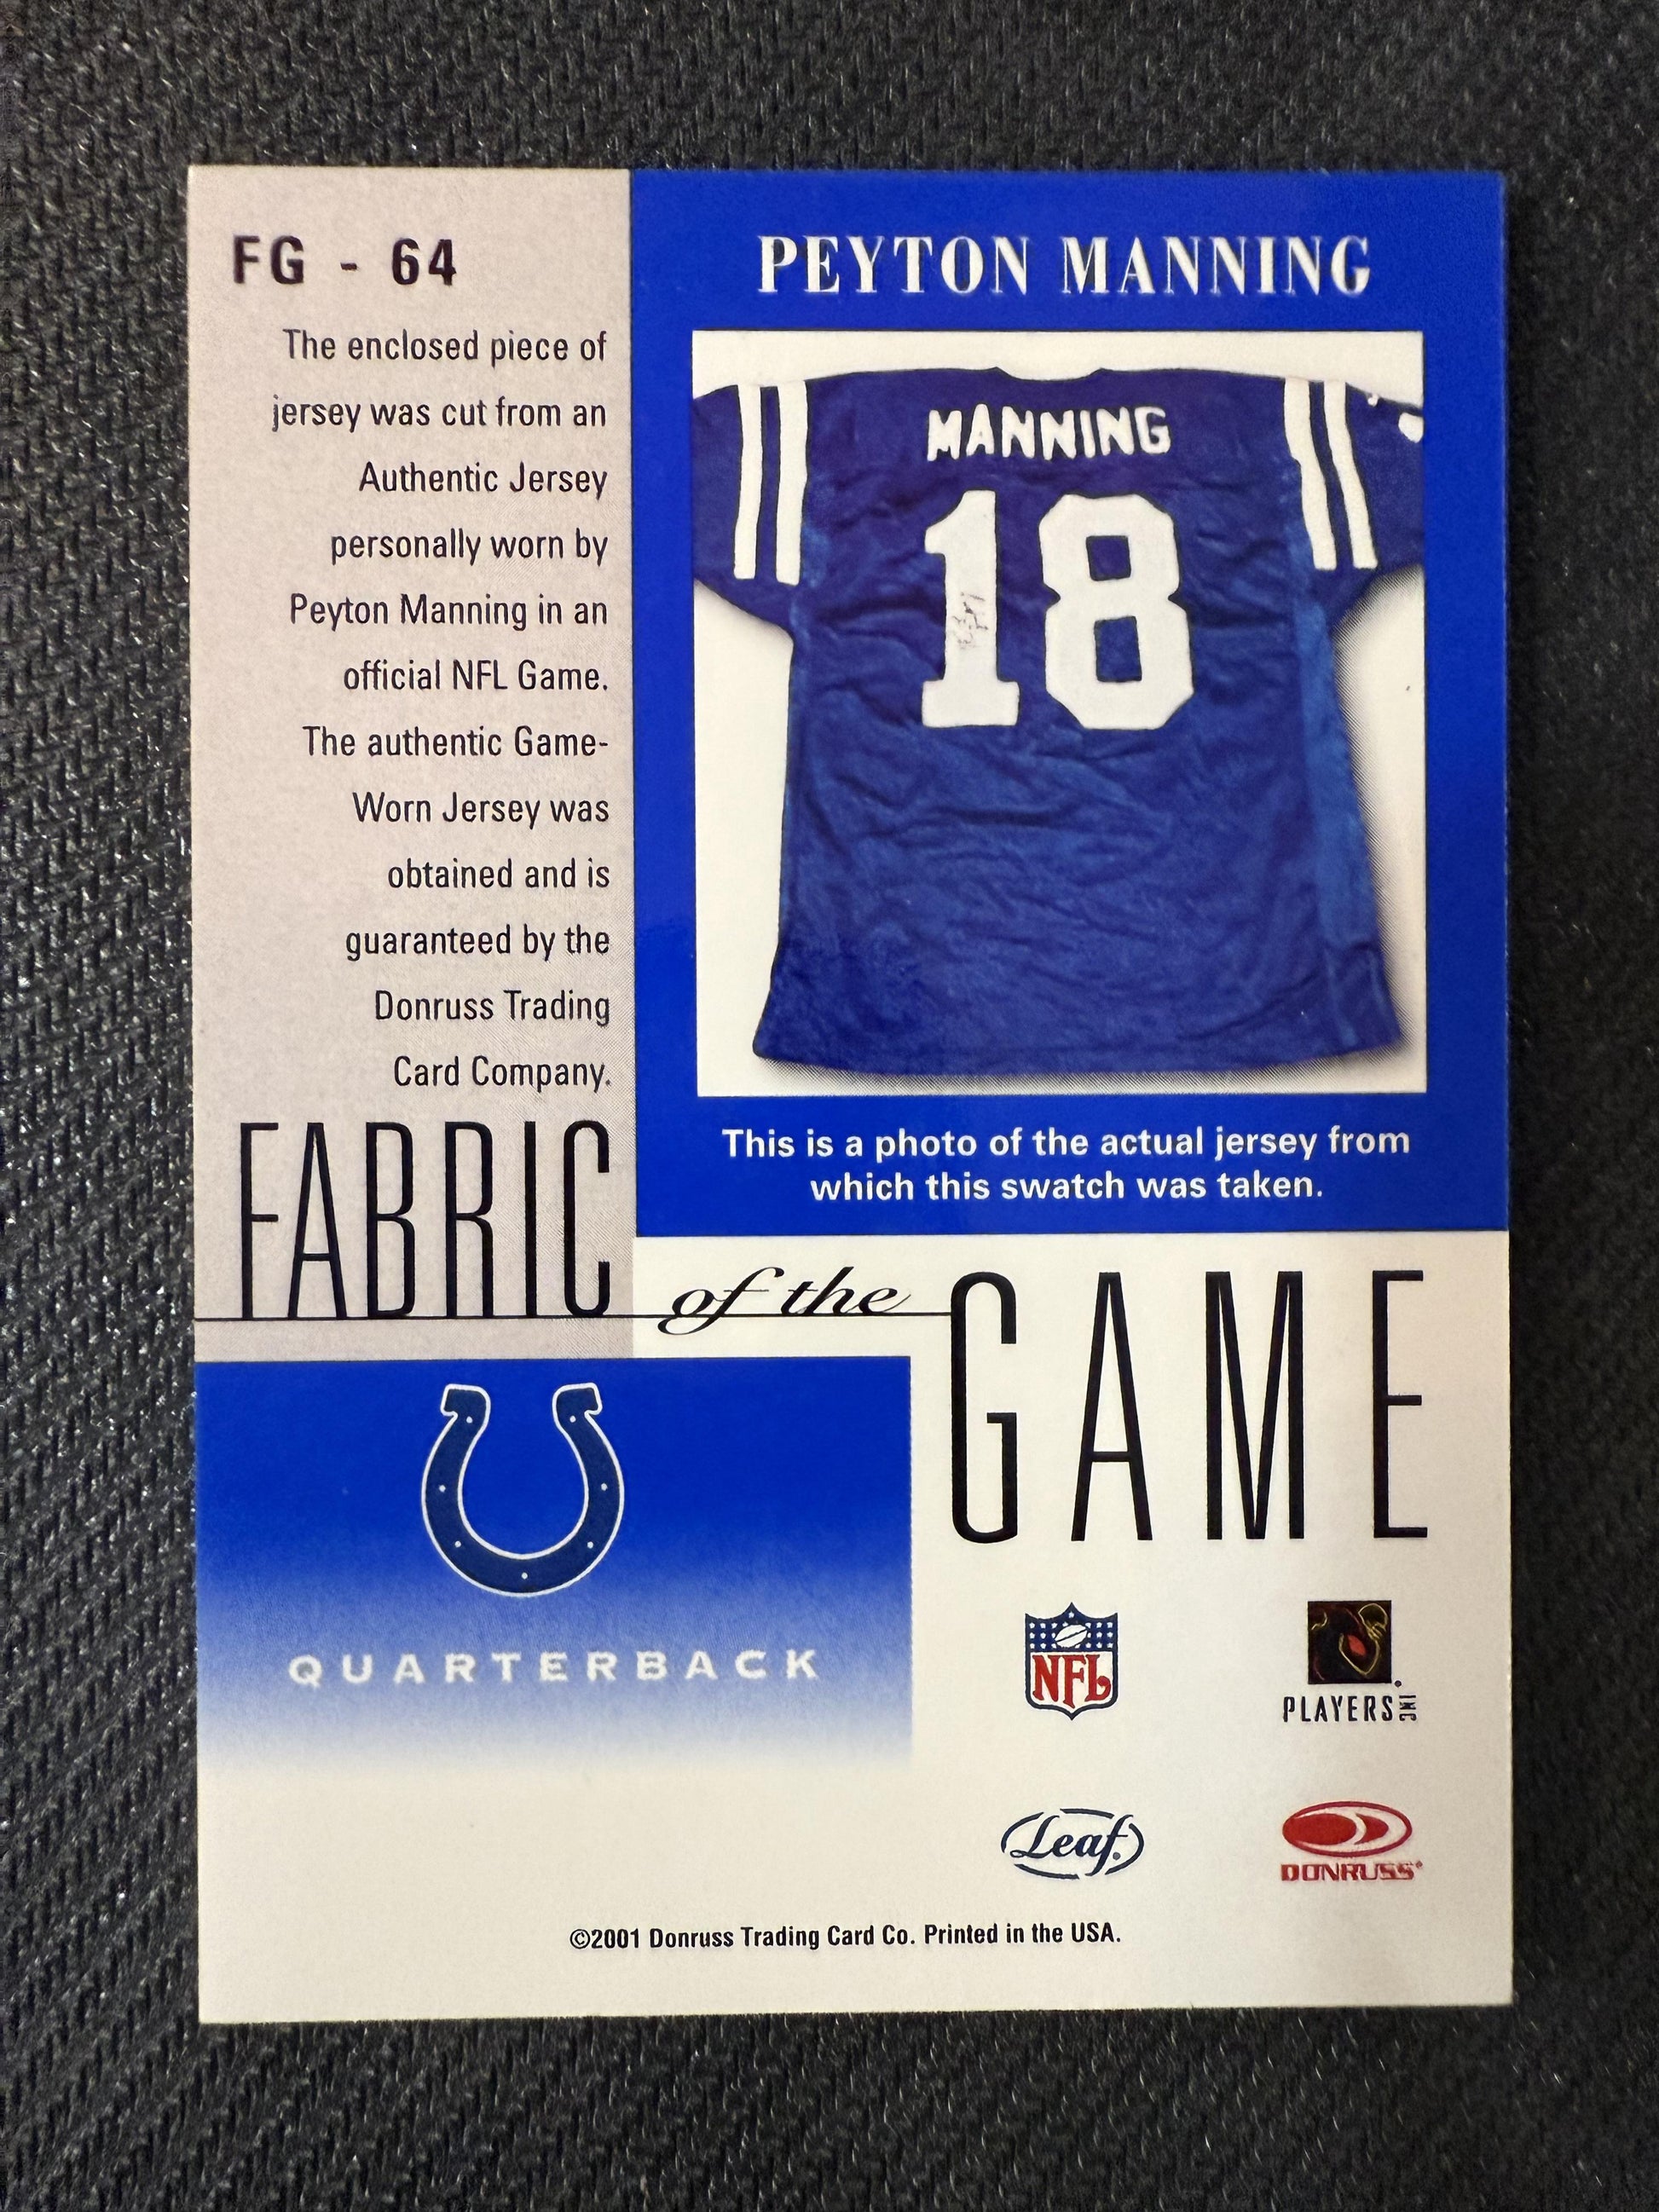 FG - 64
The enclosed piece of
jersey was cut from an
Authentic Jersey
personally worn by
Peyton Manning in an
official NFL Game.
The authentic Game-
Worn Jersey was
obtained and is
guaranteed by the
Donruss Trading
Card Company.
PEYTON MANNING
MANNING
18
This is a photo of the actual jersey from
which this swatch was taken.
FABRIC of the GAME
QUARTERBACK
NFL
PLAYERS INC
Leaf
DONRUSS
©2001 Donruss Trading Card Co. Printed in the USA.